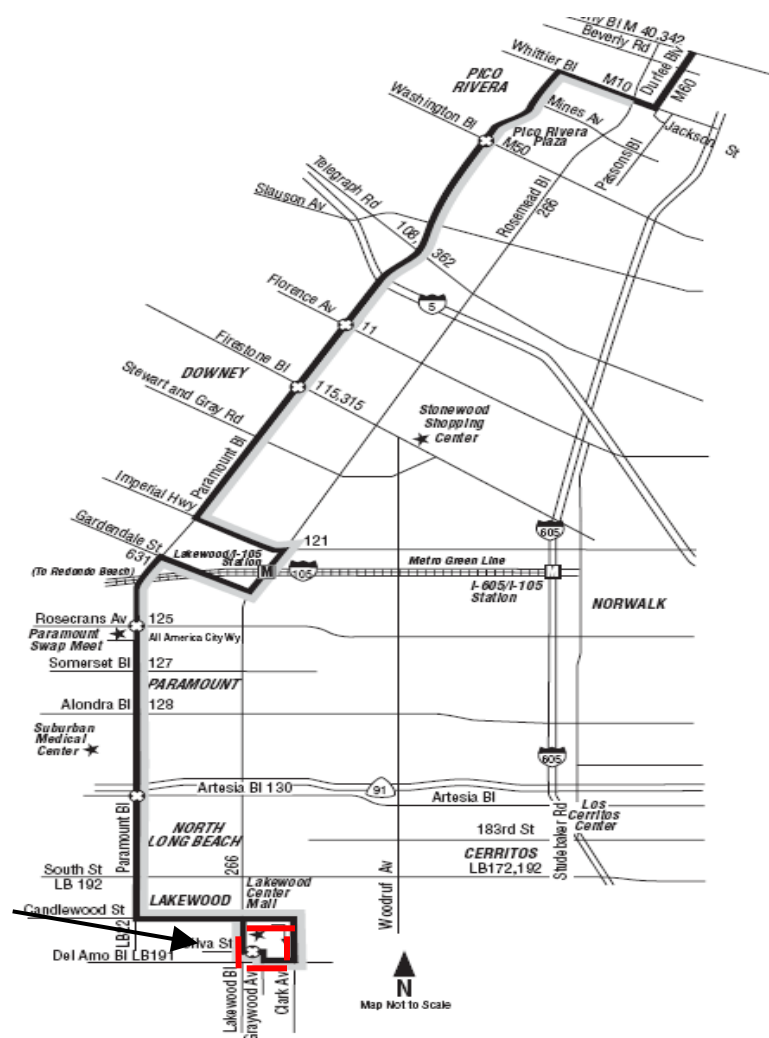 M 40,342
Beverly Rd
Whittier Bl
Durfee
M10
M60
PICO
RIVERA
Washington Bl
Mines Av
Pico Rivera
Plaza
M50
Jackson
St
Passons Bl
Telegraph Rd
Rosemead Bl
266
Slauson Av
108,
362
Florence Av
5
11
Firestone Bl
DOWNEY
115,315
Stewart and Gray Rd
Stonewood
Shopping
Center
Paramount Bl
Imperial Hwy
Gardendale St
631
121
605
Lakewood/I-105
Station
M
105
Metro Green Line
(To Redondo Beach)
M
I-605/I-105
Station
NORWALK
Rosecrans Av
125
Paramount
Swap Meet
All America City Wy
Somerset Bl
127
PARAMOUNT
Alondra Bl
128
Suburban
Medical
Center
605
Artesia Bl 130
91
Artesia Bl
Los
Cerritos
Center
Paramount Bl
NORTH
LONG BEACH
183rd St
Studebaker Rd
CERRITOS
LB172,192
South St
LB 192
266
Woodruf Av
LAKEWOOD
Lakewood
Center
Mall
Candlewood St
LB22
Del Amo Bl LB191
Lakewood Bl
Graywood Av
Clark Av
N
Map Not to Scale